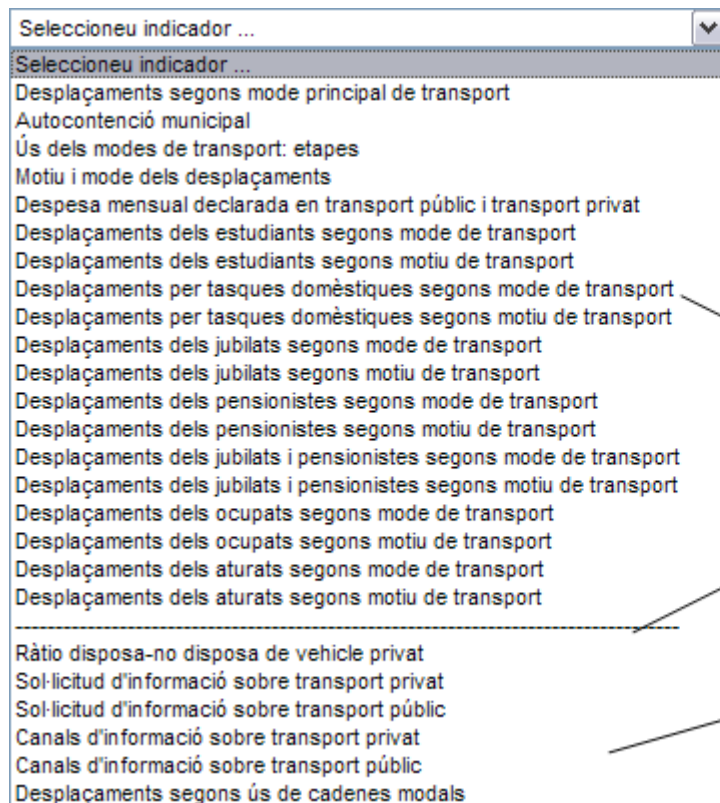 Seleccioneu indicador ...
Seleccioneu indicador ...
Desplaçaments segons mode principal de transport
Autocontenció municipal
Ús dels modes de transport: etapes
Motiu i mode dels desplaçaments
Despesa mensual declarada en transport públic i transport privat
Desplaçaments dels estudiants segons mode de transport
Desplaçaments dels estudiants segons motiu de transport
Desplaçaments per tasques domèstiques segons mode de transport
Desplaçaments per tasques domèstiques segons motiu de transport
Desplaçaments dels jubilats segons mode de transport
Desplaçaments dels jubilats segons motiu de transport
Desplaçaments dels pensionistes segons mode de transport
Desplaçaments dels pensionistes segons motiu de transport
Desplaçaments dels jubilats i pensionistes segons mode de transport
Desplaçaments dels jubilats i pensionistes segons motiu de transport
Desplaçaments dels ocupats segons mode de transport
Desplaçaments dels ocupats segons motiu de transport
Desplaçaments dels aturats segons mode de transport
Desplaçaments dels aturats segons motiu de transport
-----------------------------------------------------------------------------------
Ràtio disposa-no disposa de vehicle privat
Sol·licitud d'informació sobre transport privat
Sol·licitud d'informació sobre transport públic
Canals d'informació sobre transport privat
Canals d'informació sobre transport públic
Desplaçaments segons ús de cadenes modals